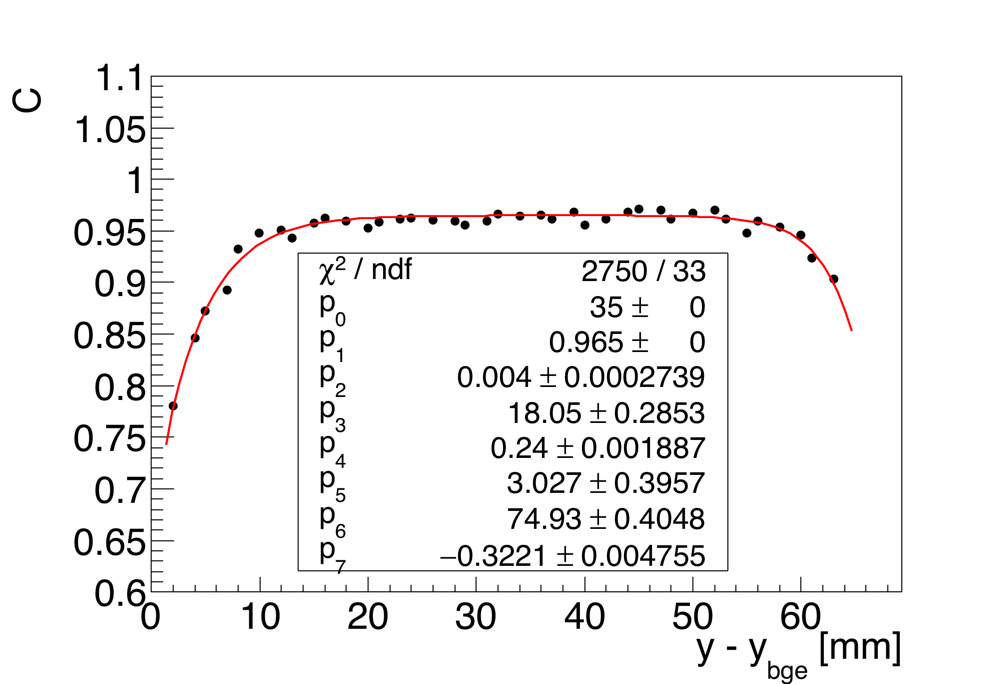 C
1.1
1.05
1
0.95
0.9
0.85
0.8
0.75
0.7
0.65
0.6
χ² / ndf 2750 / 33
p₀ 35 ± 0
p₁ 0.965 ± 0
p₂ 0.004 ± 0.0002739
p₃ 18.05 ± 0.2853
p₄ 0.24 ± 0.001887
p₅ 3.027 ± 0.3957
p₆ 74.93 ± 0.4048
p₇ −0.3221 ± 0.004755
0 10 20 30 40 50 60
y - y_bge [mm]